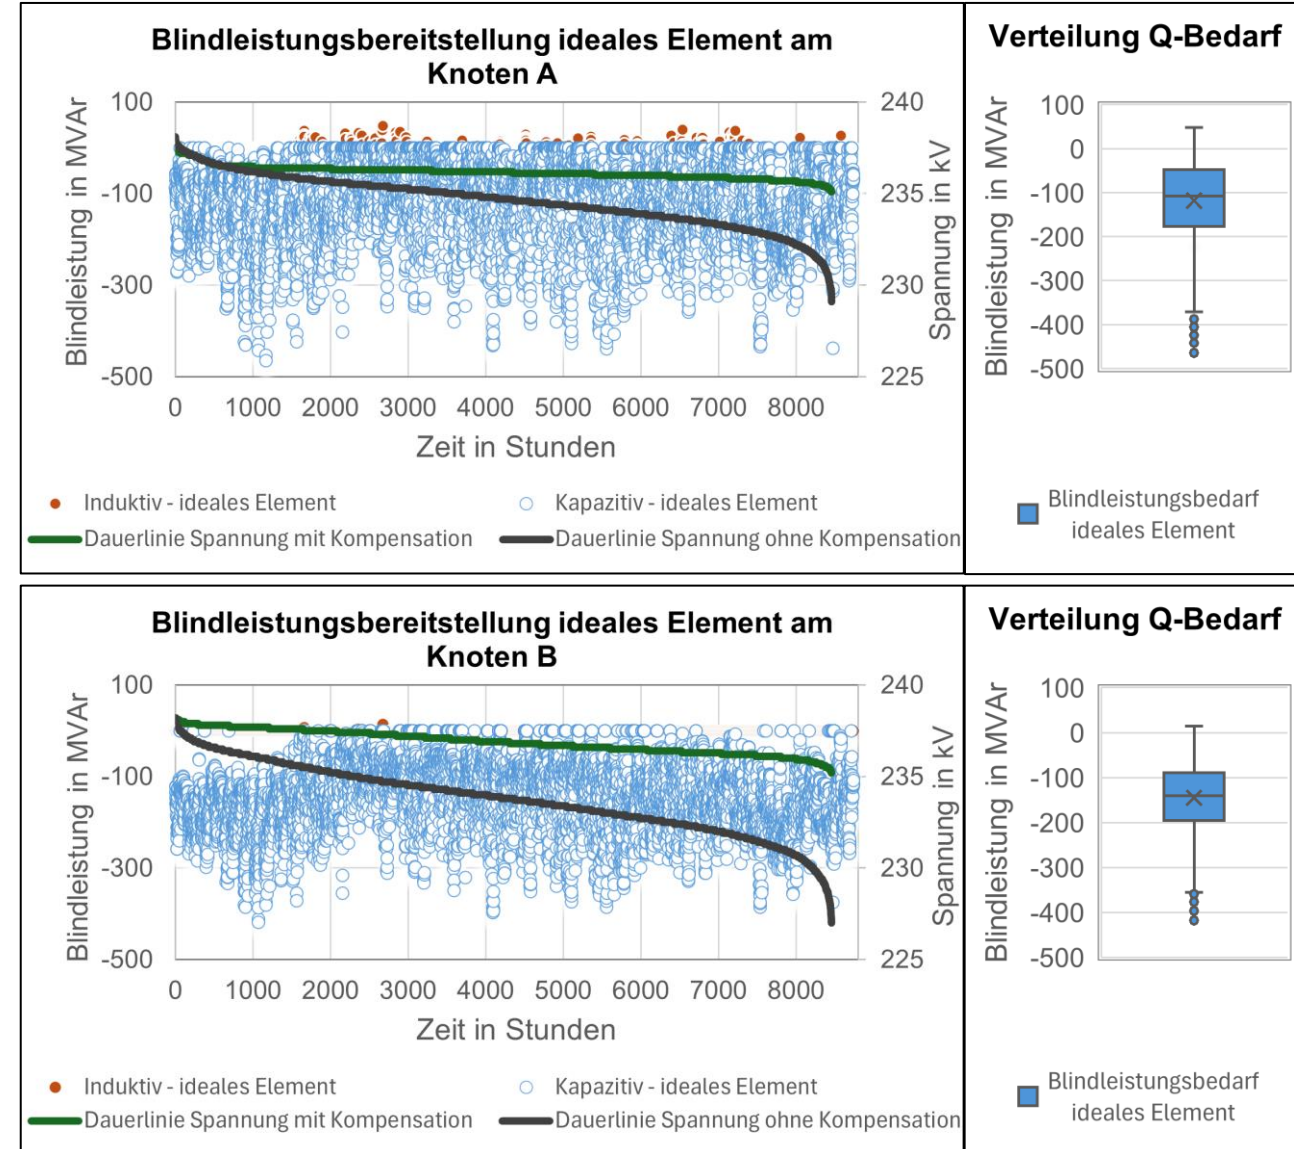 Blindleistungsbereitstellung ideales Element am
Knoten A
Blindleistung in MVAr
100
-100
-300
-500
240
235
230
225
Spannung in kV
0 1000 2000 3000 4000 5000 6000 7000 8000
Zeit in Stunden
Induktiv - ideales Element
Kapazitiv - ideales Element
Dauerlinie Spannung mit Kompensation
Dauerlinie Spannung ohne Kompensation
Verteilung Q-Bedarf
Blindleistung in MVAr
100
0
-100
-200
-300
-400
-500
Blindleistungsbedarf
ideales Element
Blindleistungsbereitstellung ideales Element am
Knoten B
Blindleistung in MVAr
100
-100
-300
-500
240
235
230
225
Spannung in kV
0 1000 2000 3000 4000 5000 6000 7000 8000
Zeit in Stunden
Induktiv - ideales Element
Kapazitiv - ideales Element
Dauerlinie Spannung mit Kompensation
Dauerlinie Spannung ohne Kompensation
Verteilung Q-Bedarf
Blindleistung in MVAr
100
0
-100
-200
-300
-400
-500
Blindleistungsbedarf
ideales Element